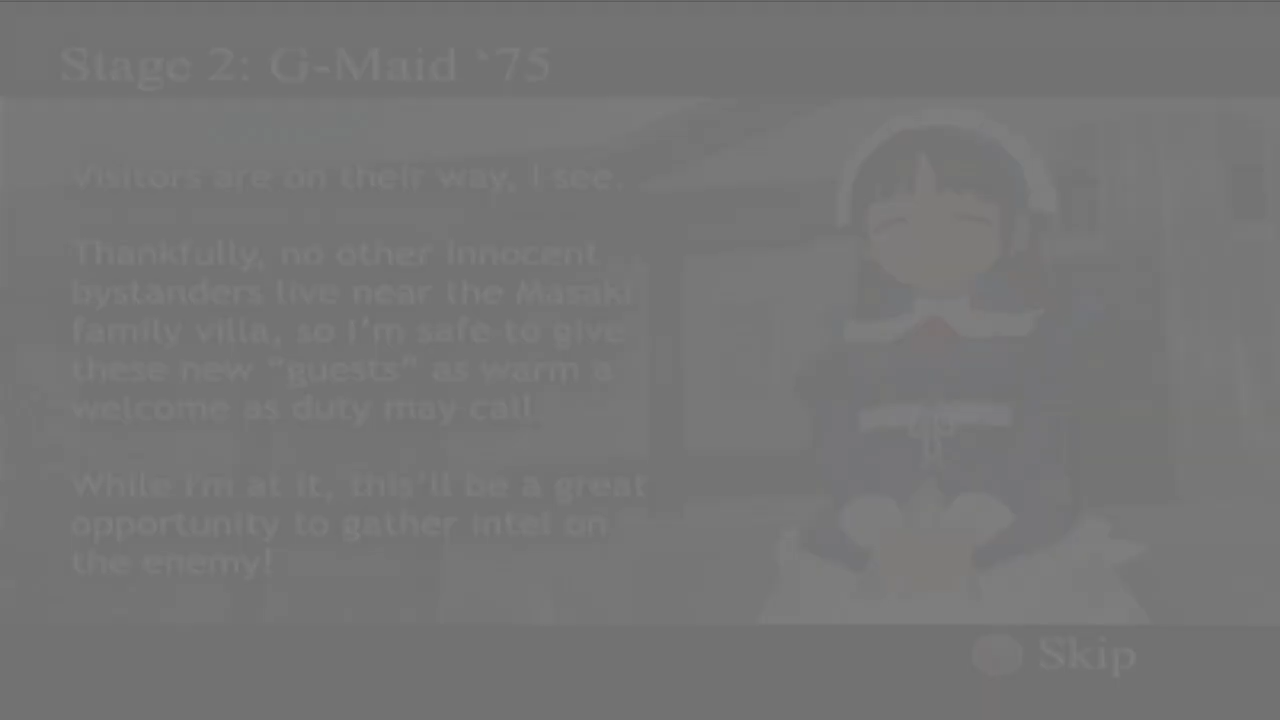 Stage 2: G-Maid '75
Visitors are on their way, I see.
Thankfully, no other innocent
bystanders live near the Masaki
family villa, so I'm safe to give
these new "guests" as warm a
welcome as duty may call.
While I'm at it, this'll be a great
opportunity to gather intel on
the enemy!
Skip